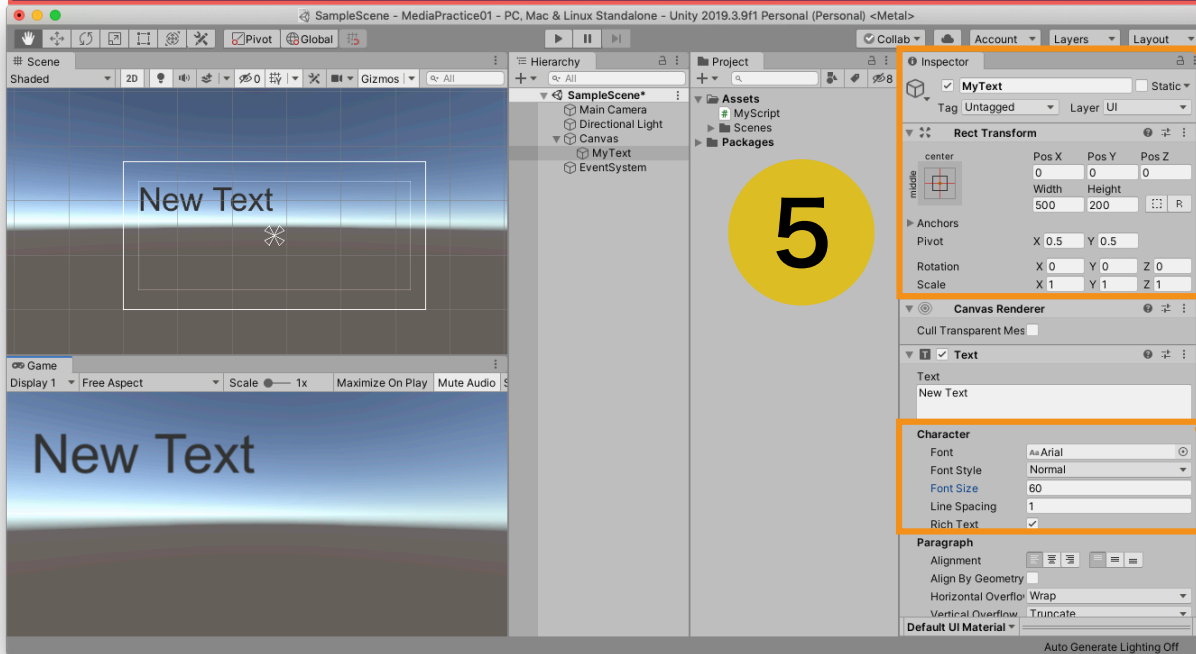 SampleScene - MediaPractice01 - PC, Mac & Linux Standalone - Unity 2019.3.9f1 Personal (Personal) <Metal>
Pivot Global Collab Account Layers Layout
# Scene
Shaded 2D 0 Gizmos All
New Text
Game
Display 1 Free Aspect Scale 1x Maximize On Play Mute Audio S
New Text
Hierarchy
All
SampleScene*
Main Camera
Directional Light
Canvas
MyText
EventSystem
Project
8
Assets
# MyScript
Scenes
Packages
5
Inspector
MyText Static
Tag Untagged Layer UI
Rect Transform
center
middle
Pos X Pos Y Pos Z
0 0 0
Width Height
500 200 R
Anchors
Pivot X 0.5 Y 0.5
Rotation X 0 Y 0 Z 0
Scale X 1 Y 1 Z 1
Canvas Renderer
Cull Transparent Mes
T Text
Text
New Text
Character
Font Aa Arial
Font Style Normal
Font Size 60
Line Spacing 1
Rich Text
Paragraph
Alignment
Align By Geometry
Horizontal Overflo Wrap
Vertical Overflow Truncate
Default UI Material
Auto Generate Lighting Off